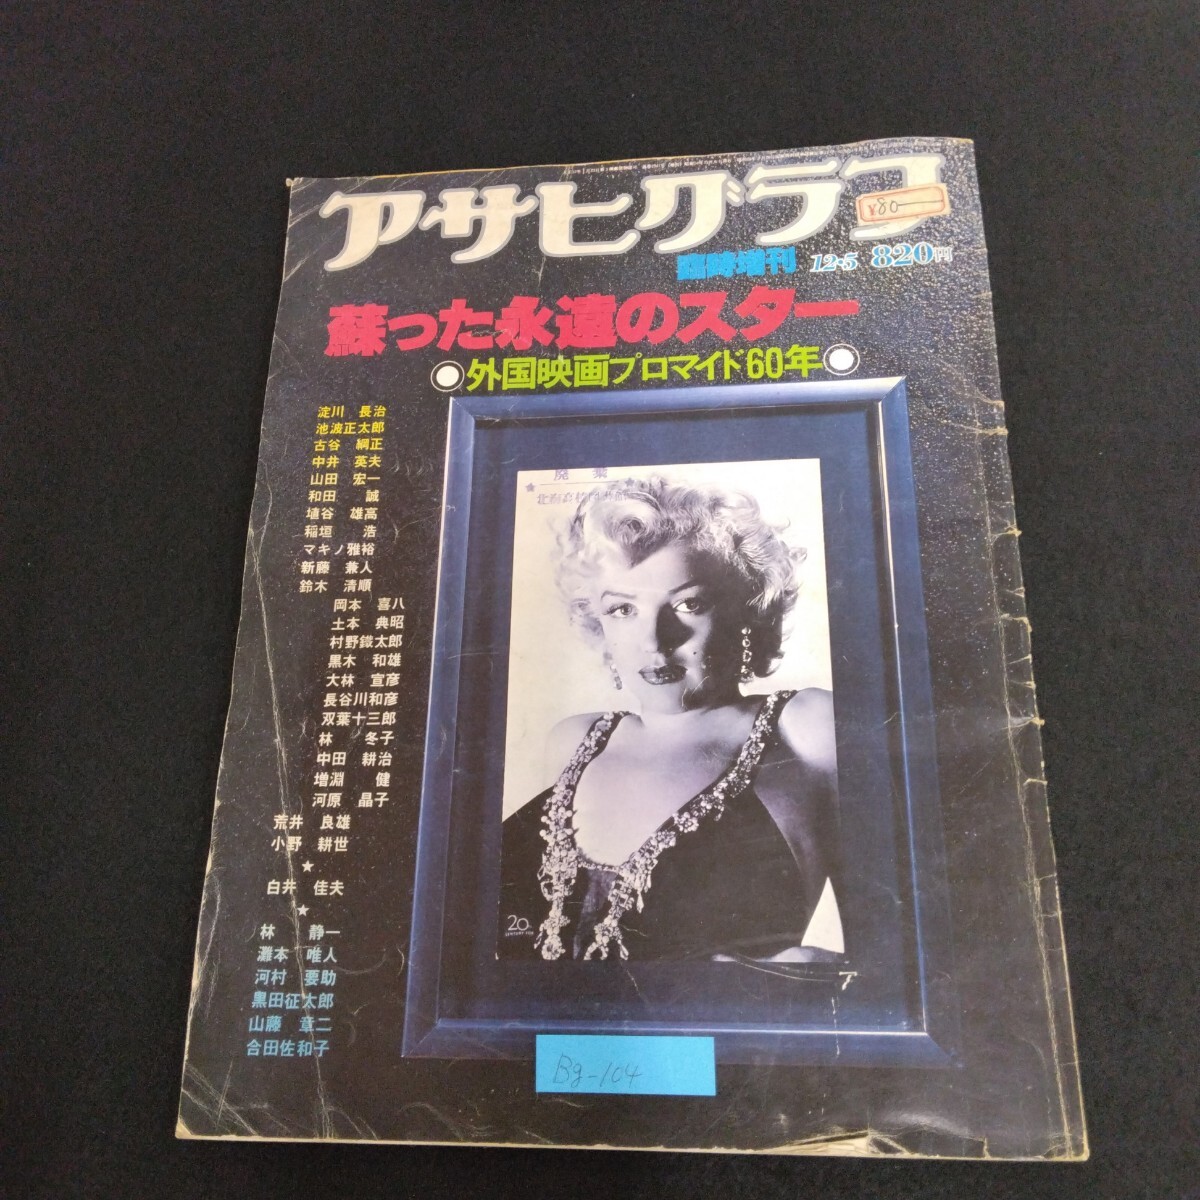 アサヒグラフ
¥80
臨時増刊 12・5 820円
蘇った永遠のスター
外国映画プロマイド60年
淀川 長治
池波正太郎
古谷 綱正
中井 英夫
山田 宏一
和田 誠
埴谷 雄高
稲垣 浩
マキノ雅裕
新藤 兼人
鈴木 清順
岡本 喜八
土本 典昭
村野鐵太郎
黒木 和雄
大林 宣彦
長谷川和彦
双葉十三郎
林 冬子
中田 耕治
増淵 健
河原 晶子
荒井 良雄
小野 耕世
★
白井 佳夫
★
林 静一
灘本 唯人
河村 要助
黒田征太郎
山藤 章二
合田佐和子
廃棄
20
CENTURY-FOX
Bg-104